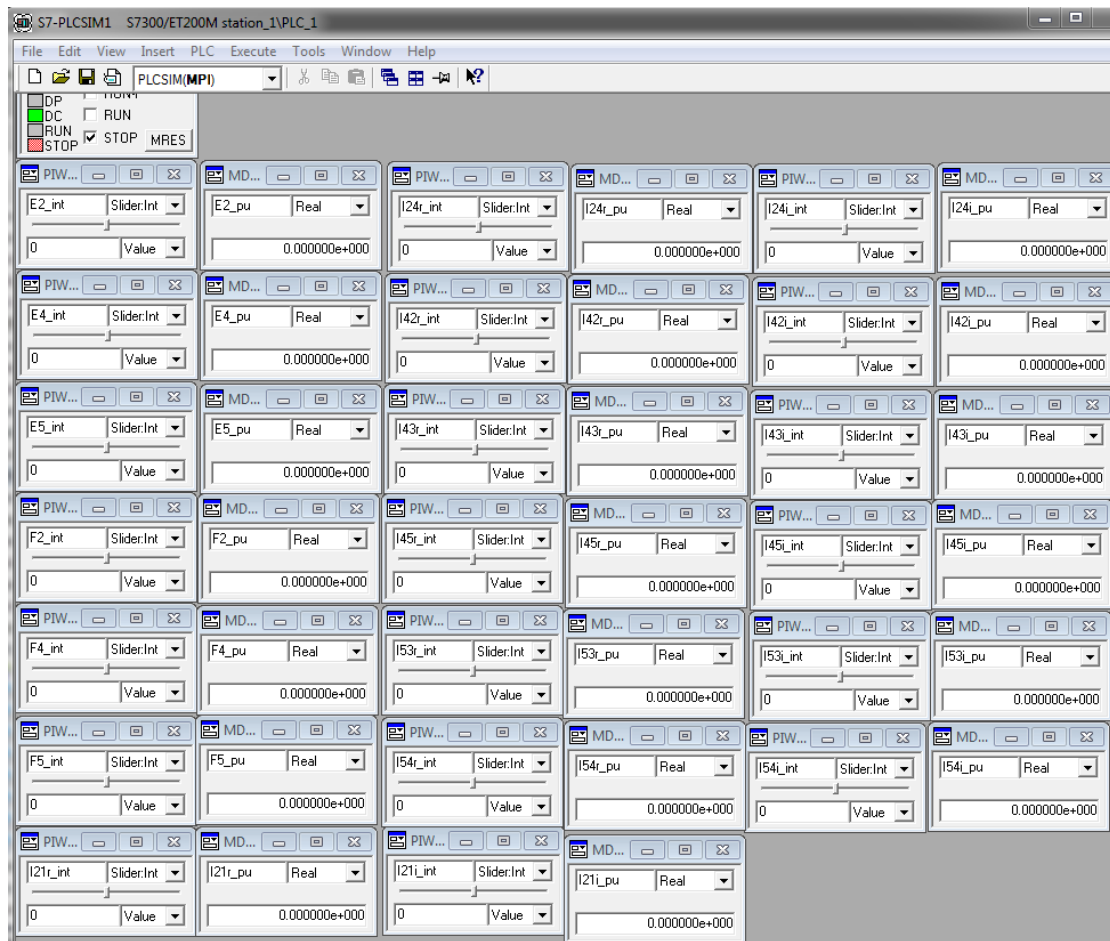 S7-PLCSIM1 S7300/ET200M station_1\PLC_1
File Edit View Insert PLC Execute Tools Window Help
PLCSIM(MPI)
DP
DC RUN
RUN
STOP STOP MRES
PIW... MD... PIW... MD... PIW... MD...
E2_int Slider:Int E2_pu Real I24r_int Slider:Int I24r_pu Real I24i_int Slider:Int I24i_pu Real
0 Value 0.000000e+000 0 Value 0.000000e+000 0 Value 0.000000e+000
PIW... MD... PIW... MD... PIW... MD...
E4_int Slider:Int E4_pu Real I42r_int Slider:Int I42r_pu Real I42i_int Slider:Int I42i_pu Real
0 Value 0.000000e+000 0 Value 0.000000e+000 0 Value 0.000000e+000
PIW... MD... PIW... MD... PIW... MD...
E5_int Slider:Int E5_pu Real I43r_int Slider:Int I43r_pu Real I43i_int Slider:Int I43i_pu Real
0 Value 0.000000e+000 0 Value 0.000000e+000 0 Value 0.000000e+000
PIW... MD... PIW... MD... PIW... MD...
F2_int Slider:Int F2_pu Real I45r_int Slider:Int I45r_pu Real I45i_int Slider:Int I45i_pu Real
0 Value 0.000000e+000 0 Value 0.000000e+000 0 Value 0.000000e+000
PIW... MD... PIW... MD... PIW... MD...
F4_int Slider:Int F4_pu Real I53r_int Slider:Int I53r_pu Real I53i_int Slider:Int I53i_pu Real
0 Value 0.000000e+000 0 Value 0.000000e+000 0 Value 0.000000e+000
PIW... MD... PIW... MD... PIW... MD...
F5_int Slider:Int F5_pu Real I54r_int Slider:Int I54r_pu Real I54i_int Slider:Int I54i_pu Real
0 Value 0.000000e+000 0 Value 0.000000e+000 0 Value 0.000000e+000
PIW... MD... PIW... MD...
I21r_int Slider:Int I21r_pu Real I21i_int Slider:Int I21i_pu Real
0 Value 0.000000e+000 0 Value 0.000000e+000